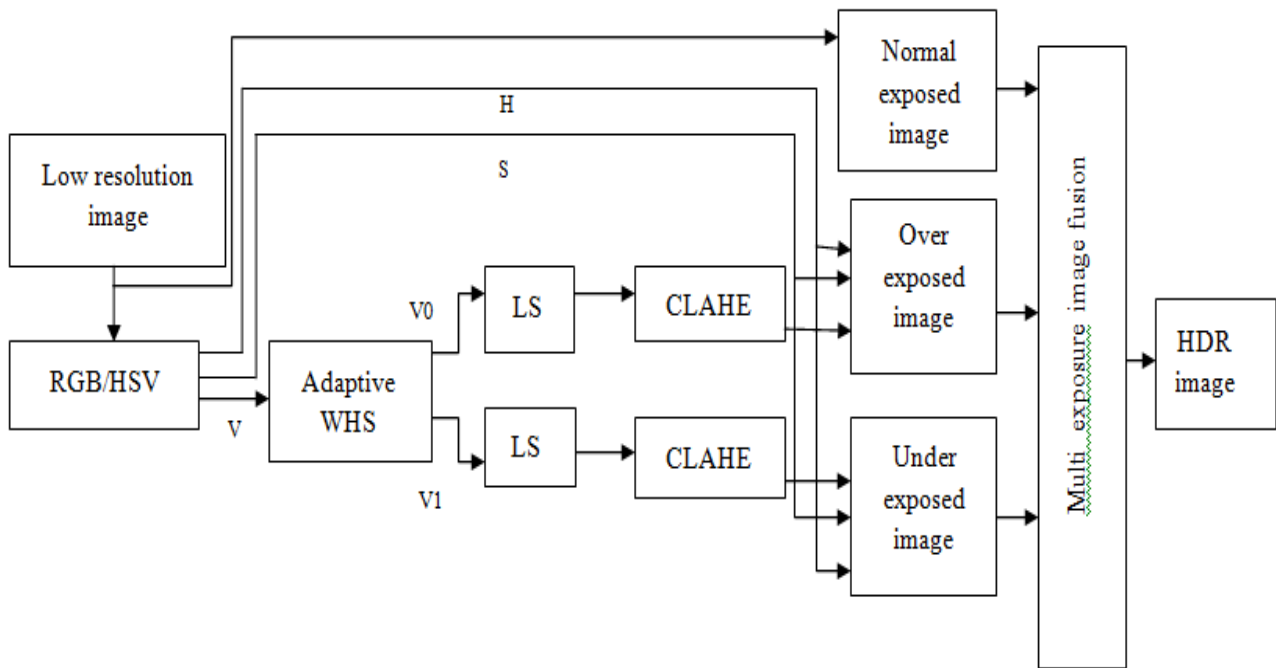 Normal
exposed
image
H
Low resolution
image
S
Over
exposed
image
V0
LS
CLAHE
RGB/HSV
Adaptive
WHS
V
LS
CLAHE
V1
Under
exposed
image
Multi exposure image fusion
HDR
image